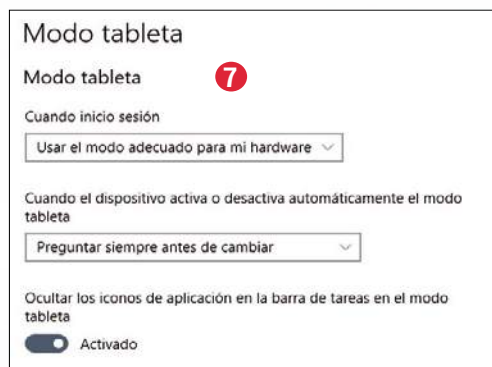 Modo tableta
Modo tableta 7
Cuando inicio sesión
Usar el modo adecuado para mi hardware
Cuando el dispositivo activa o desactiva automáticamente el modo
tableta
Preguntar siempre antes de cambiar
Ocultar los iconos de aplicación en la barra de tareas en el modo
tableta
Activado